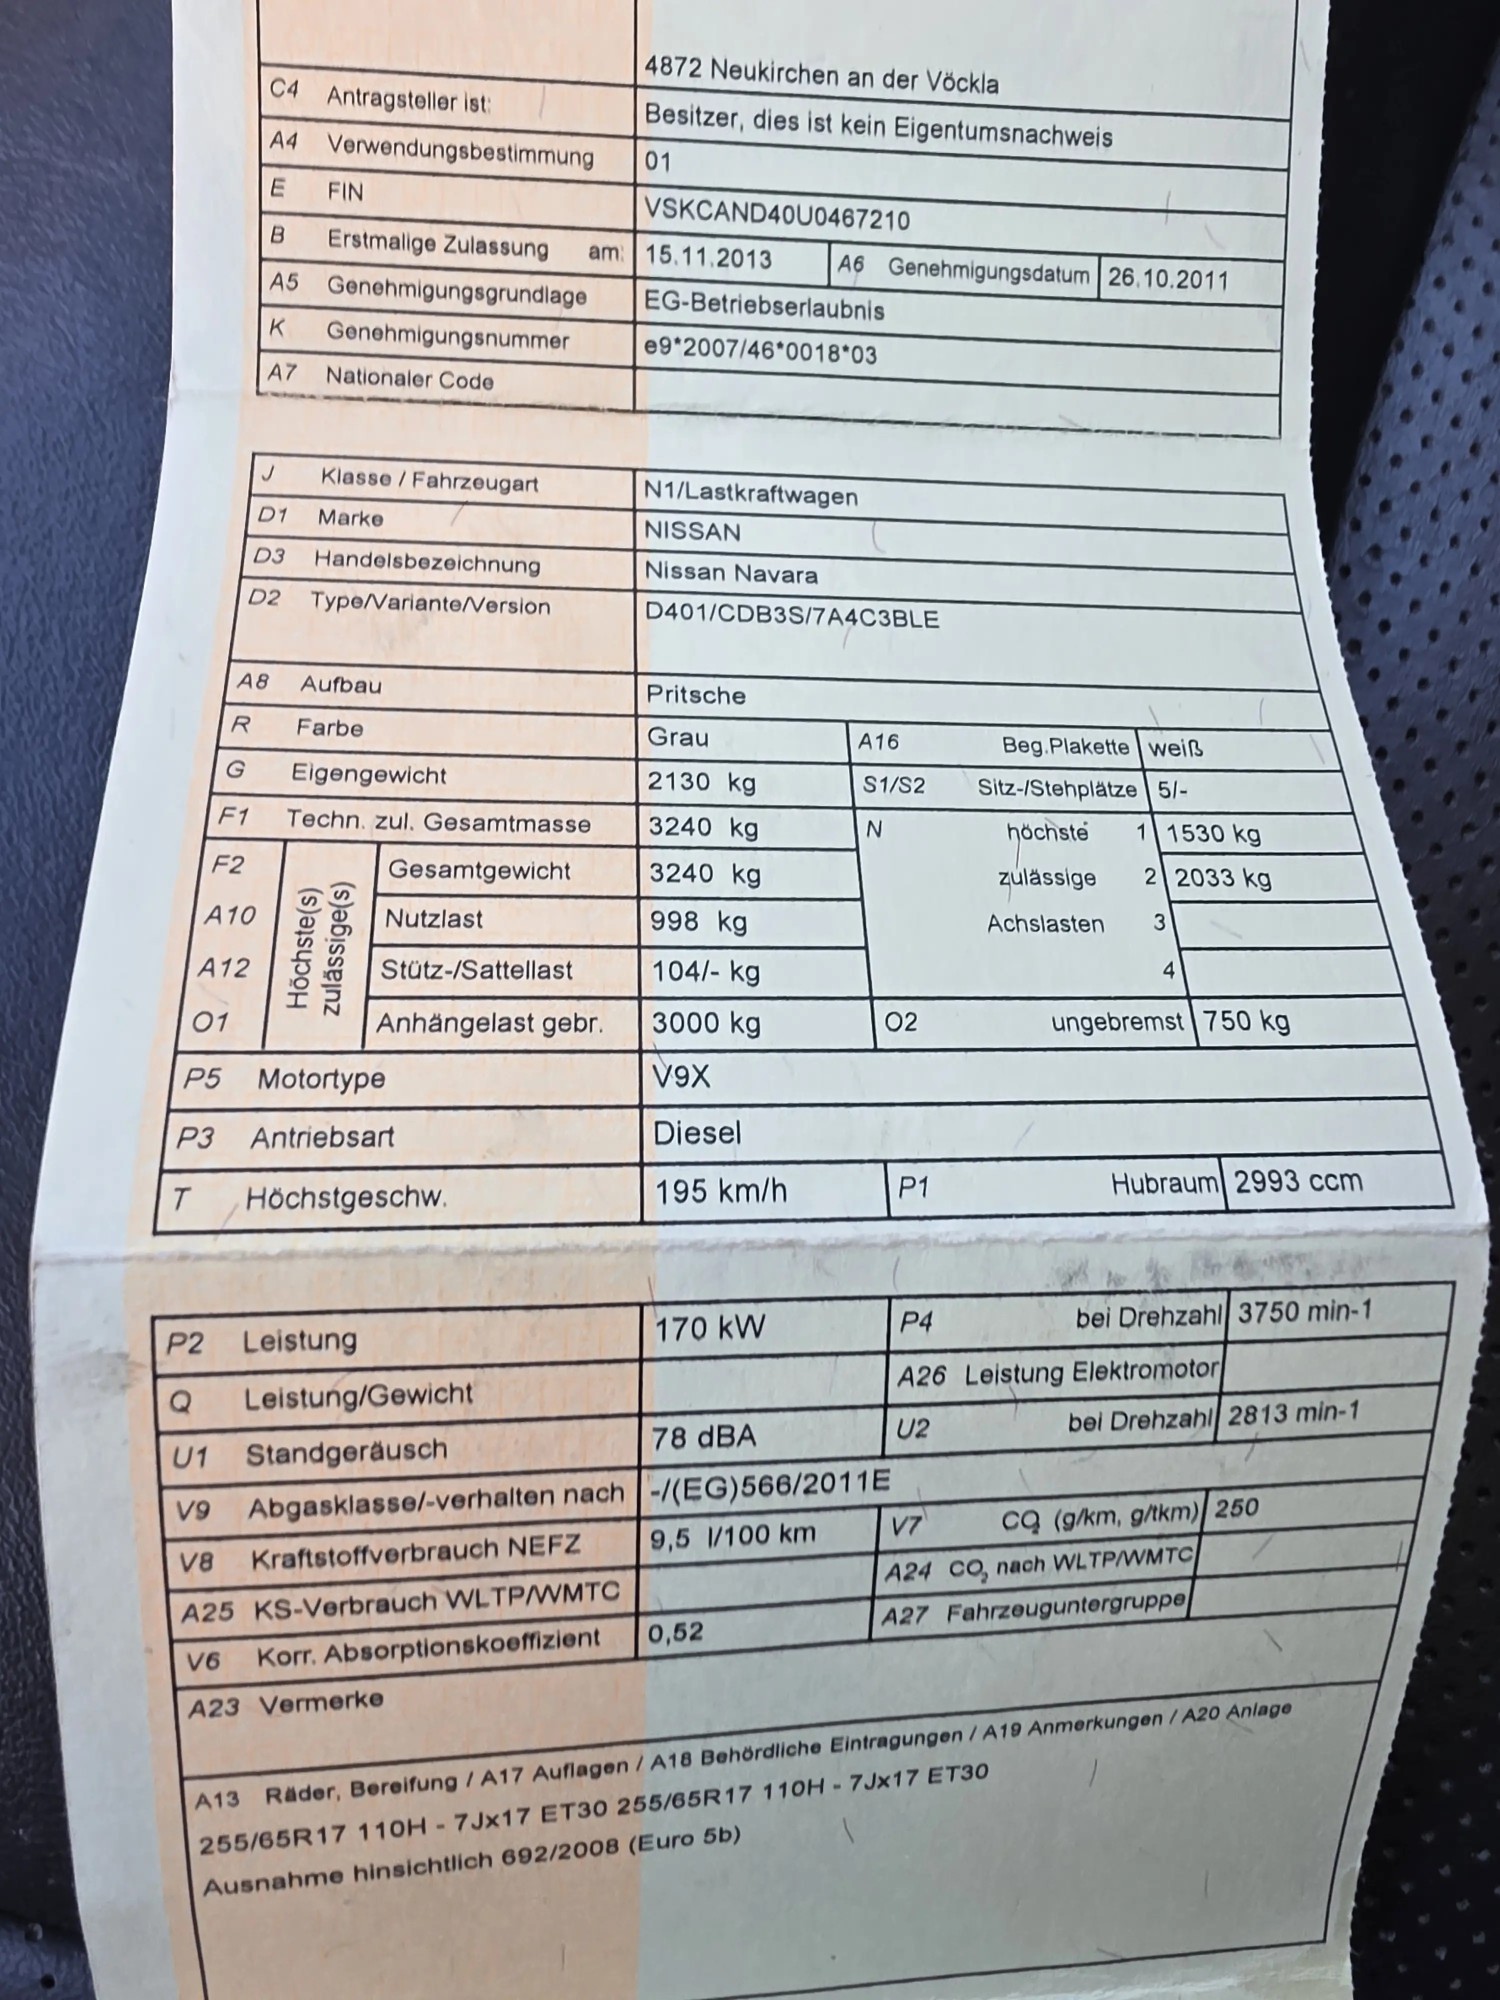 4872 Neukirchen an der Vöckla
C4 Antragsteller ist: Besitzer, dies ist kein Eigentumsnachweis
A4 Verwendungsbestimmung 01
E FIN VSKCAND40U0467210
B Erstmalige Zulassung am: 15.11.2013 A6 Genehmigungsdatum 26.10.2011
A5 Genehmigungsgrundlage EG-Betriebserlaubnis
K Genehmigungsnummer e9*2007/46*0018*03
A7 Nationaler Code
J Klasse / Fahrzeugart N1/Lastkraftwagen
D1 Marke NISSAN
D3 Handelsbezeichnung Nissan Navara
D2 Type/Variante/Version D401/CDB3S/7A4C3BLE
A8 Aufbau Pritsche
R Farbe Grau A16 Beg.Plakette weiß
G Eigengewicht 2130 kg S1/S2 Sitz-/Stehplätze 5/-
F1 Techn. zul. Gesamtmasse 3240 kg N höchste 1 1530 kg
F2 Höchste(s) zulässige(s) Gesamtgewicht 3240 kg zulässige 2 2033 kg
A10 Nutzlast 998 kg Achslasten 3
A12 Stütz-/Sattellast 104/- kg 4
O1 Anhängelast gebr. 3000 kg O2 ungebremst 750 kg
P5 Motortype V9X
P3 Antriebsart Diesel
T Höchstgeschw. 195 km/h P1 Hubraum 2993 ccm
P2 Leistung 170 kW P4 bei Drehzahl 3750 min-1
Q Leistung/Gewicht A26 Leistung Elektromotor
U1 Standgeräusch 78 dBA U2 bei Drehzahl 2813 min-1
V9 Abgasklasse/-verhalten nach -/(EG)566/2011E
V8 Kraftstoffverbrauch NEFZ 9,5 l/100 km V7 CO₂ (g/km, g/tkm) 250
A25 KS-Verbrauch WLTP/WMTC A24 CO₂ nach WLTP/WMTC
V6 Korr. Absorptionskoeffizient 0,52 A27 Fahrzeuguntergruppe
A23 Vermerke
A13 Räder, Bereifung / A17 Auflagen / A18 Behördliche Eintragungen / A19 Anmerkungen / A20 Anlage
255/65R17 110H - 7Jx17 ET30 255/65R17 110H - 7Jx17 ET30
Ausnahme hinsichtlich 692/2008 (Euro 5b)